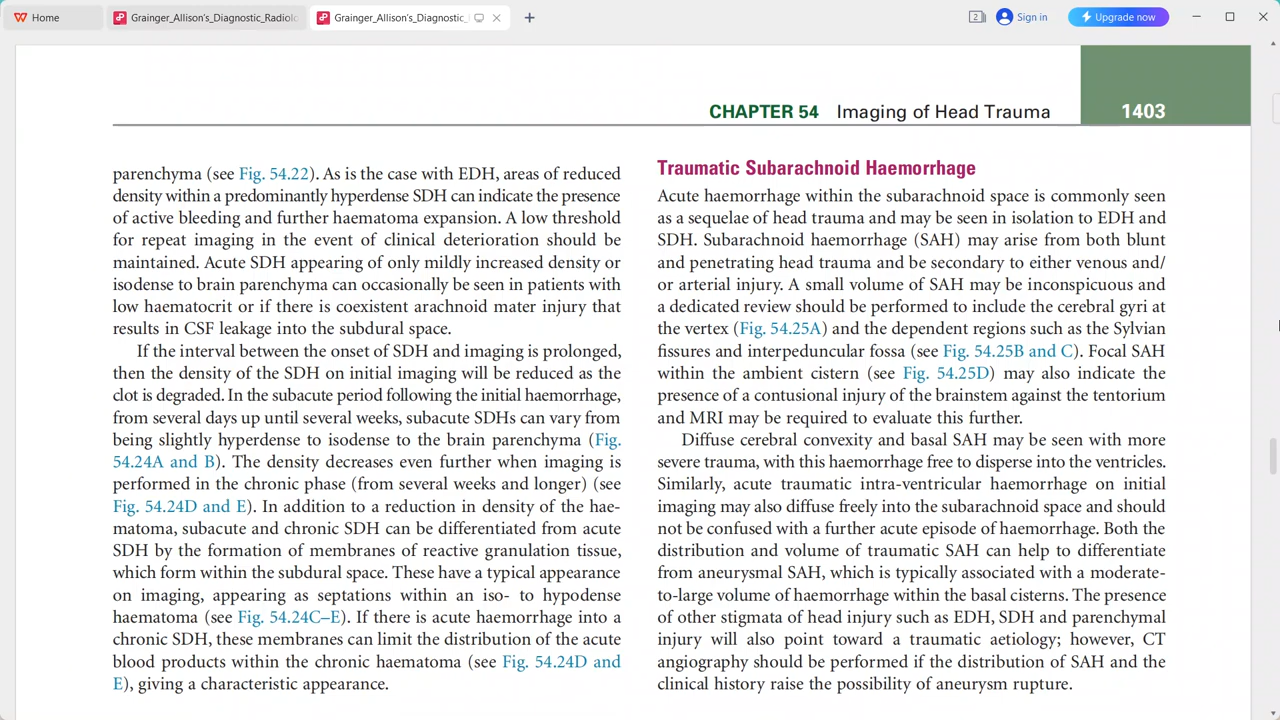 Home
Grainger_Allison's_Diagnostic_Radiolo
Grainger_Allison's_Diagnostic_
2
Sign in
Upgrade now
CHAPTER 54 Imaging of Head Trauma 1403
parenchyma (see Fig. 54.22). As is the case with EDH, areas of reduced
density within a predominantly hyperdense SDH can indicate the presence
of active bleeding and further haematoma expansion. A low threshold
for repeat imaging in the event of clinical deterioration should be
maintained. Acute SDH appearing of only mildly increased density or
isodense to brain parenchyma can occasionally be seen in patients with
low haematocrit or if there is coexistent arachnoid mater injury that
results in CSF leakage into the subdural space.
If the interval between the onset of SDH and imaging is prolonged,
then the density of the SDH on initial imaging will be reduced as the
clot is degraded. In the subacute period following the initial haemorrhage,
from several days up until several weeks, subacute SDHs can vary from
being slightly hyperdense to isodense to the brain parenchyma (Fig.
54.24A and B). The density decreases even further when imaging is
performed in the chronic phase (from several weeks and longer) (see
Fig. 54.24D and E). In addition to a reduction in density of the hae-
matoma, subacute and chronic SDH can be differentiated from acute
SDH by the formation of membranes of reactive granulation tissue,
which form within the subdural space. These have a typical appearance
on imaging, appearing as septations within an iso- to hypodense
haematoma (see Fig. 54.24C–E). If there is acute haemorrhage into a
chronic SDH, these membranes can limit the distribution of the acute
blood products within the chronic haematoma (see Fig. 54.24D and
E), giving a characteristic appearance.
Traumatic Subarachnoid Haemorrhage
Acute haemorrhage within the subarachnoid space is commonly seen
as a sequelae of head trauma and may be seen in isolation to EDH and
SDH. Subarachnoid haemorrhage (SAH) may arise from both blunt
and penetrating head trauma and be secondary to either venous and/
or arterial injury. A small volume of SAH may be inconspicuous and
a dedicated review should be performed to include the cerebral gyri at
the vertex (Fig. 54.25A) and the dependent regions such as the Sylvian
fissures and interpeduncular fossa (see Fig. 54.25B and C). Focal SAH
within the ambient cistern (see Fig. 54.25D) may also indicate the
presence of a contusional injury of the brainstem against the tentorium
and MRI may be required to evaluate this further.
Diffuse cerebral convexity and basal SAH may be seen with more
severe trauma, with this haemorrhage free to disperse into the ventricles.
Similarly, acute traumatic intra-ventricular haemorrhage on initial
imaging may also diffuse freely into the subarachnoid space and should
not be confused with a further acute episode of haemorrhage. Both the
distribution and volume of traumatic SAH can help to differentiate
from aneurysmal SAH, which is typically associated with a moderate-
to-large volume of haemorrhage within the basal cisterns. The presence
of other stigmata of head injury such as EDH, SDH and parenchymal
injury will also point toward a traumatic aetiology; however, CT
angiography should be performed if the distribution of SAH and the
clinical history raise the possibility of aneurysm rupture.